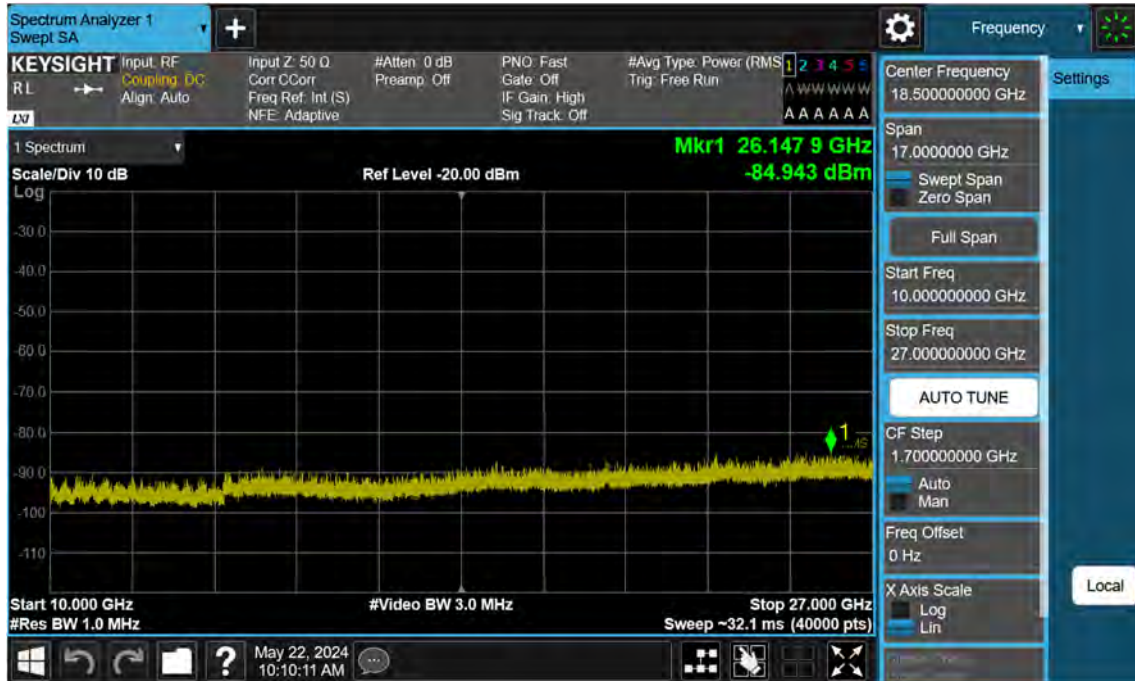 Spectrum Analyzer 1
Swept SA
Frequency
KEYSIGHT
RL
LXI
Input: RF
Coupling: DC
Align: Auto
Input Z: 50 Ω
Corr CCorr
Freq Ref: Int (S)
NFE: Adaptive
#Atten: 0 dB
Preamp: Off
PNO: Fast
Gate: Off
IF Gain: High
Sig Track: Off
#Avg Type: Power (RMS
Trig: Free Run
1 2 3 4 5 6
A W W W W W
A A A A A A
1 Spectrum
Scale/Div 10 dB
Ref Level -20.00 dBm
Mkr1 26.147 9 GHz
-84.943 dBm
Log
-30.0
-40.0
-50.0
-60.0
-70.0
-90.0
-100
-110
1
Start 10.000 GHz
#Video BW 3.0 MHz
Stop 27.000 GHz
#Res BW 1.0 MHz
Sweep ~32.1 ms (40000 pts)
Center Frequency
18.500000000 GHz
Settings
Span
17.0000000 GHz
Swept Span
Zero Span
Full Span
Start Freq
10.000000000 GHz
Stop Freq
27.000000000 GHz
AUTO TUNE
CF Step
1.700000000 GHz
Auto
Man
Freq Offset
0 Hz
X Axis Scale
Log
Lin
Local
?
May 22, 2024
10:10:11 AM